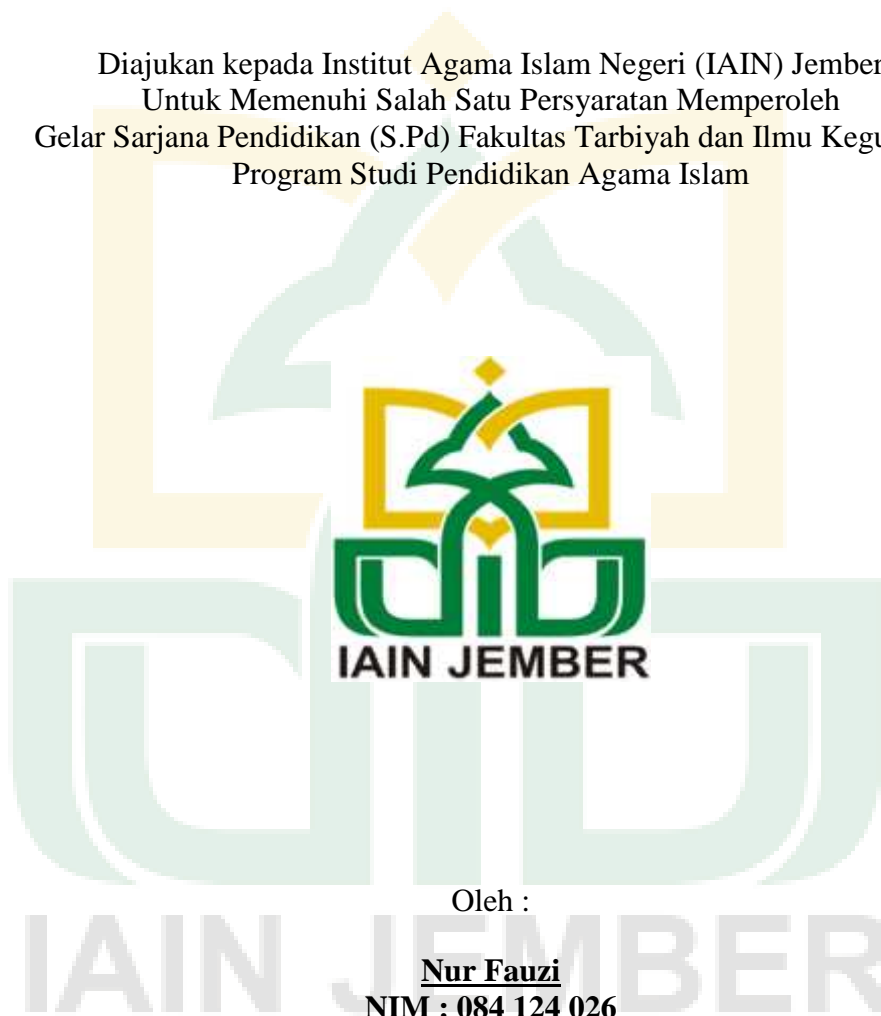 Diajukan kepada Institut Agama Islam Negeri (IAIN) Jember
Untuk Memenuhi Salah Satu Persyaratan Memperoleh
Gelar Sarjana Pendidikan (S.Pd) Fakultas Tarbiyah dan Ilmu Kegu
Program Studi Pendidikan Agama Islam
IAIN JEMBER
Oleh :
IAIN JEMBER
Nur Fauzi
NIM : 084 124 026